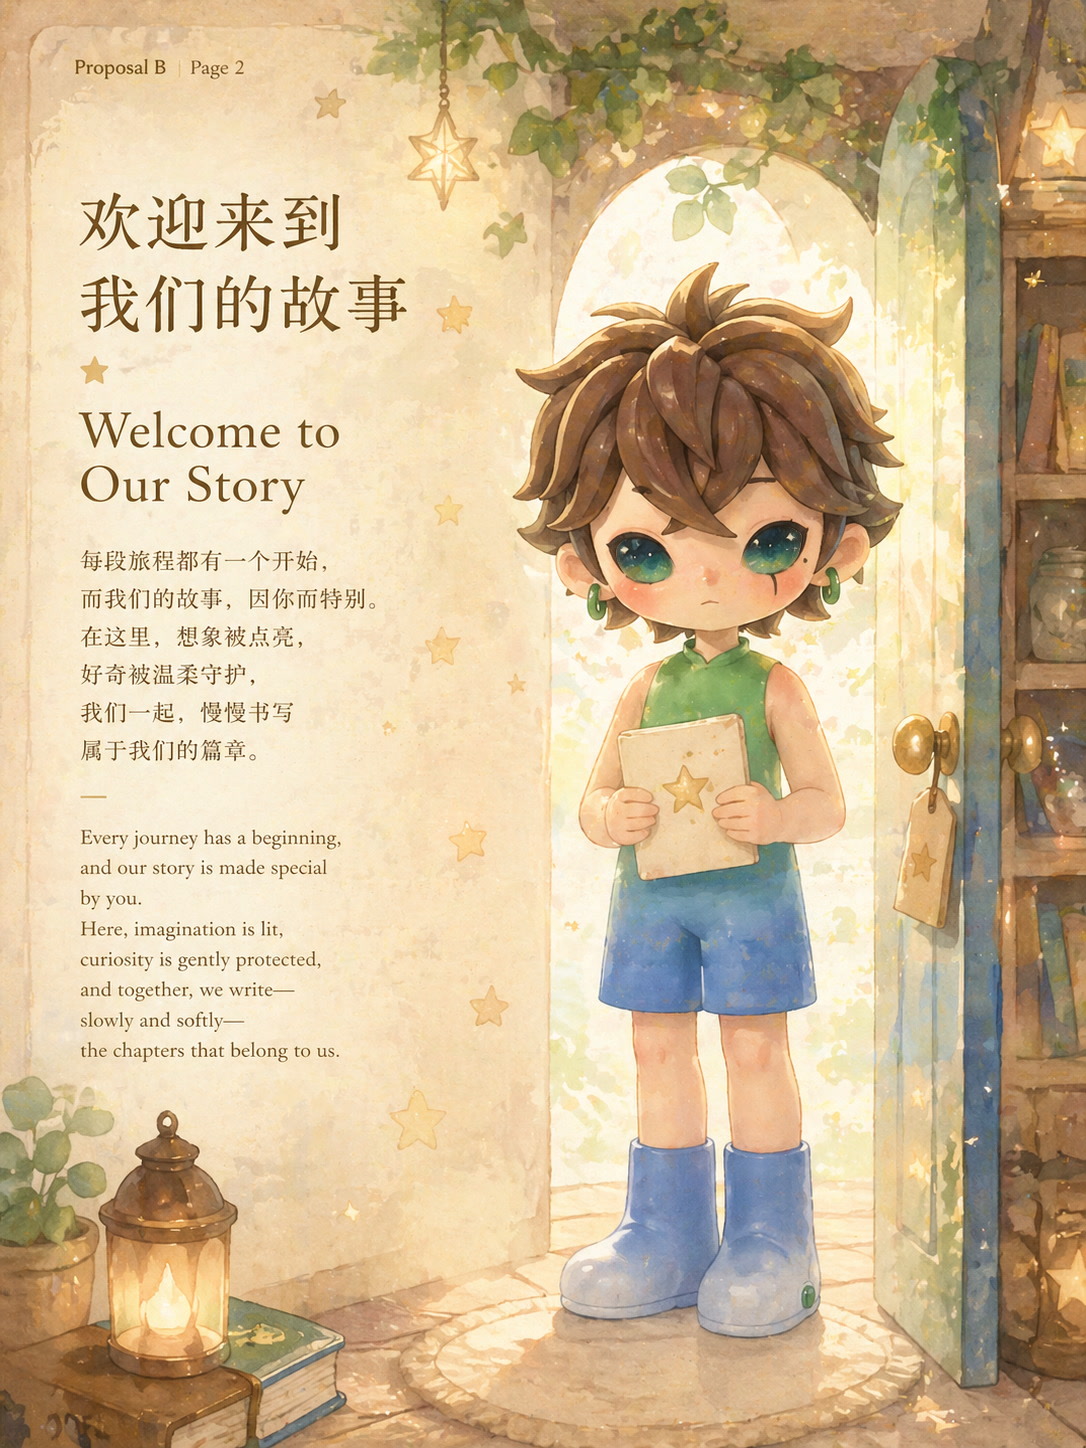 Proposal B | Page 2
欢迎来到
我们的故事
Welcome to
Our Story
每段旅程都有一个开始，
而我们的故事，因你而特别。
在这里，想象被点亮，
好奇被温柔守护，
我们一起，慢慢书写
属于我们的篇章。
Every journey has a beginning,
and our story is made special
by you.
Here, imagination is lit,
curiosity is gently protected,
and together, we write—
slowly and softly—
the chapters that belong to us.